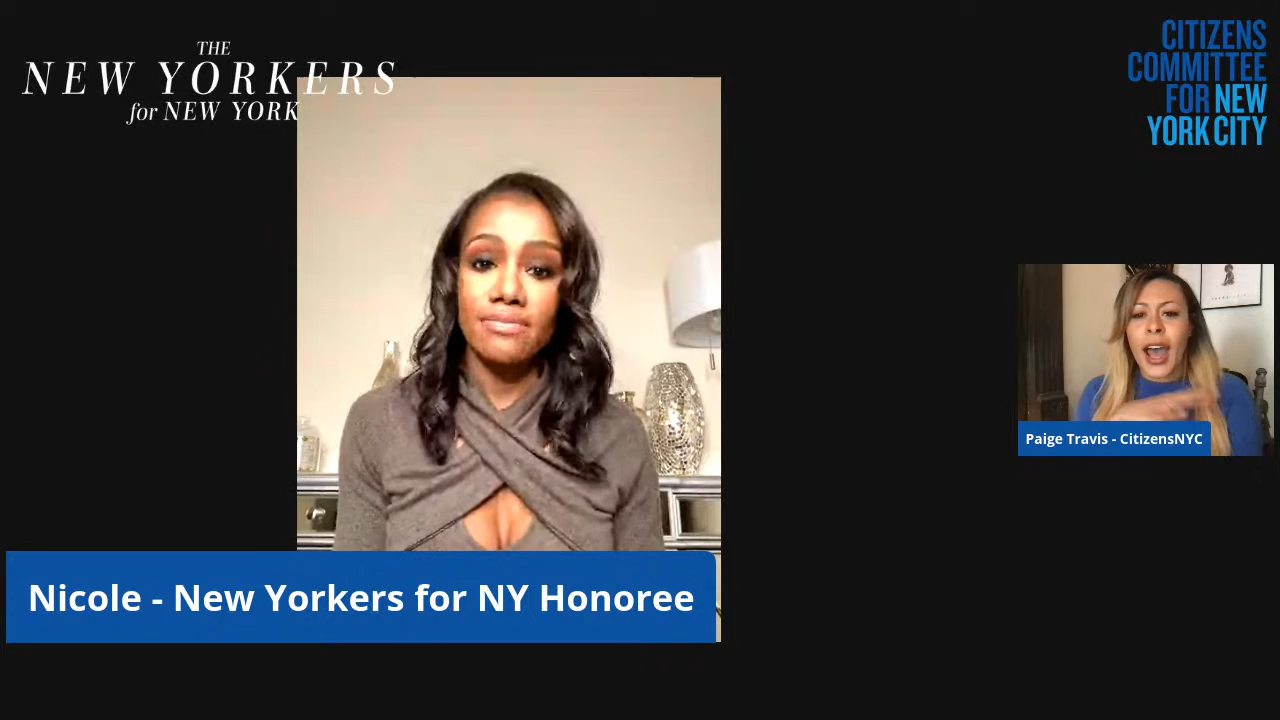 THE
NEW YORKERS
for NEW YORK
CITIZENS
COMMITTEE
FOR NEW
YORK CITY
Paige Travis - CitizensNYC
Nicole - New Yorkers for NY Honoree